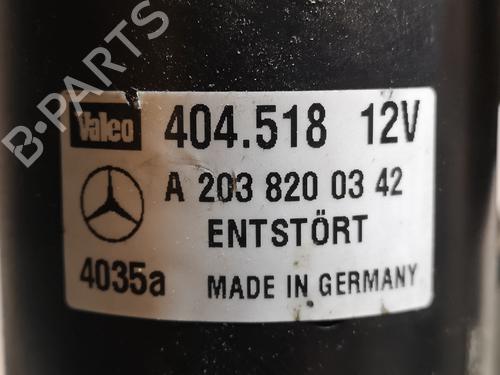 B-PARTS
Valeo 404.518 12V
A 203 820 03 42
ENTSTÖRT
4035a MADE IN GERMANY